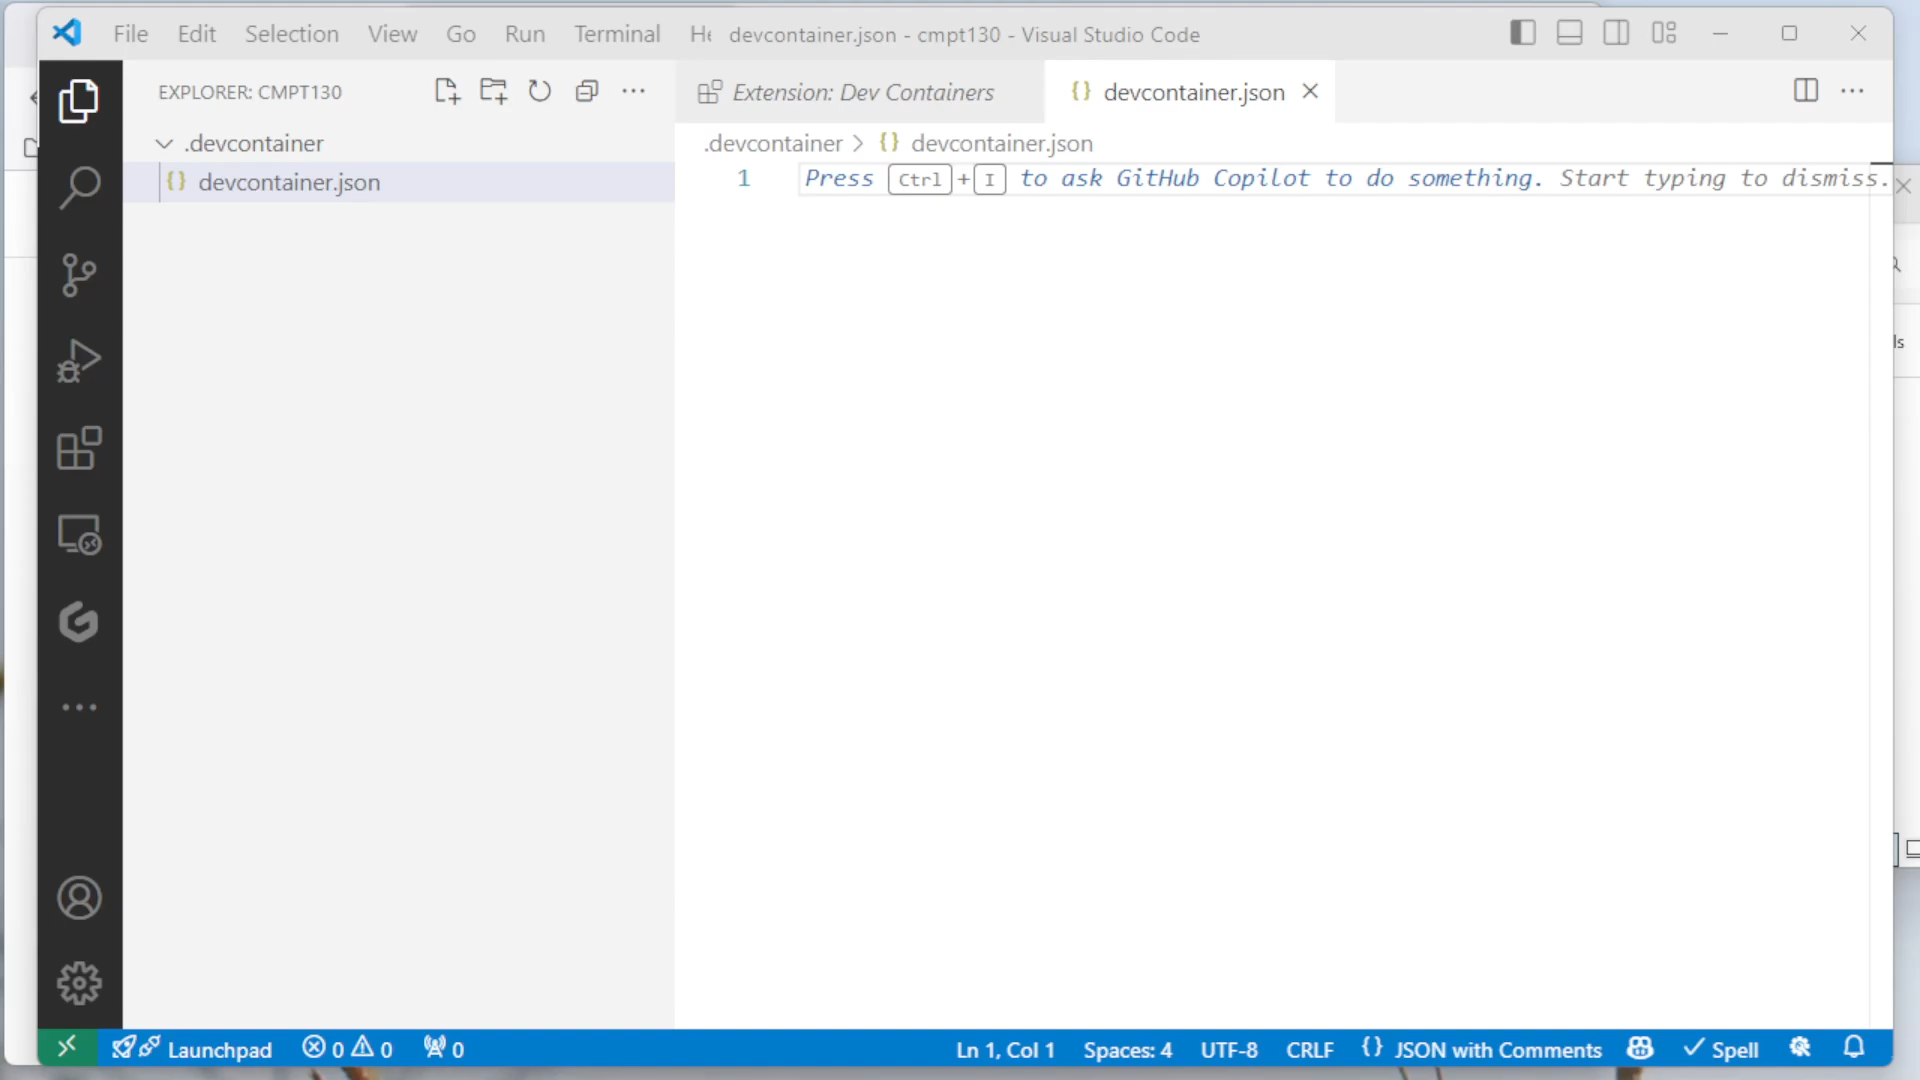 File Edit Selection View Go Run Terminal He devcontainer.json - cmpt130 - Visual Studio Code
EXPLORER: CMPT130
Extension: Dev Containers
devcontainer.json
.devcontainer
devcontainer.json
.devcontainer > {} devcontainer.json
1 Press Ctrl + I to ask GitHub Copilot to do something. Start typing to dismiss.
ls
Launchpad 0 0 0
Ln 1, Col 1 Spaces: 4 UTF-8 CRLF {} JSON with Comments Spell